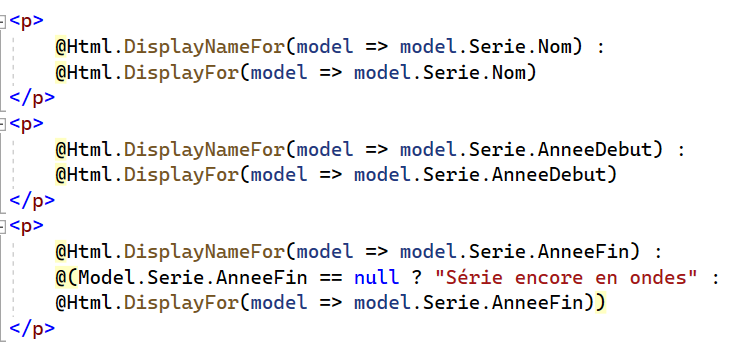 <p>
@Html.DisplayNameFor(model => model.Serie.Nom) :
@Html.DisplayFor(model => model.Serie.Nom)
</p>
<p>
@Html.DisplayNameFor(model => model.Serie.AnneeDebut) :
@Html.DisplayFor(model => model.Serie.AnneeDebut)
</p>
<p>
@Html.DisplayNameFor(model => model.Serie.AnneeFin) :
@(Model.Serie.AnneeFin == null ? "Série encore en ondes" :
@Html.DisplayFor(model => model.Serie.AnneeFin))
</p>